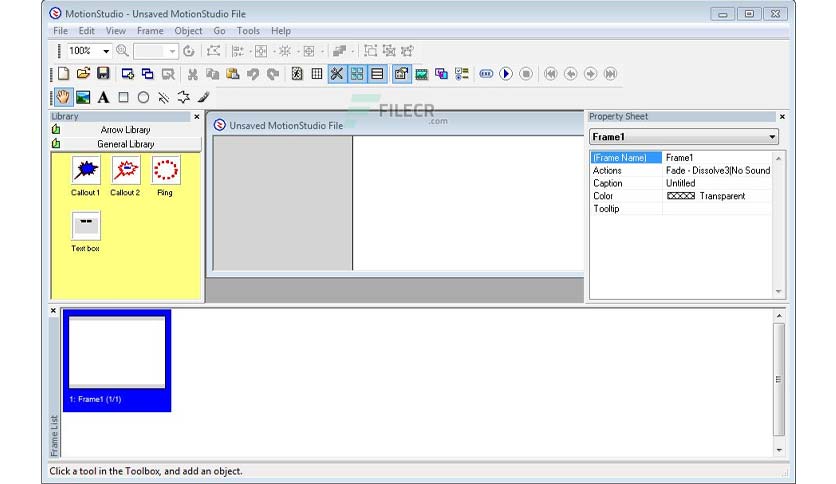 MotionStudio - Unsaved MotionStudio File
File Edit View Frame Object Go Tools Help
100%
A
FILECR
.com
Library
Arrow Library
General Library
Callout 1 Callout 2 Ring
Text box
Unsaved MotionStudio File
Property Sheet
Frame1
(Frame Name) Frame1
Actions Fade - Dissolve3|No Sound
Caption Untitled
Color Transparent
Tooltip
1: Frame1 (1/1)
Frame List
Click a tool in the Toolbox, and add an object.